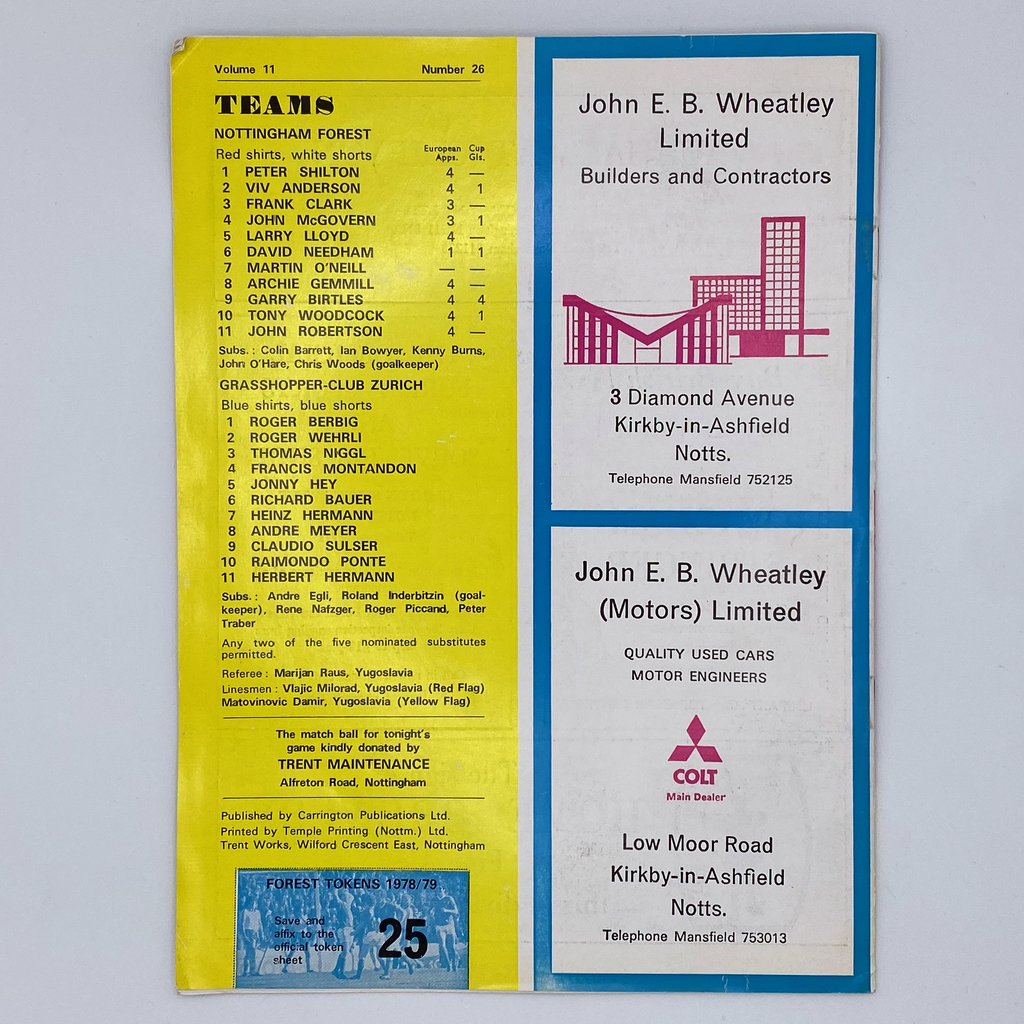 Volume 11 Number 26
TEAMS
NOTTINGHAM FOREST
Red shirts, white shorts European Apps. Cup Gls.
1 PETER SHILTON 4 —
2 VIV ANDERSON 4 1
3 FRANK CLARK 3 —
4 JOHN McGOVERN 3 1
5 LARRY LLOYD 4 —
6 DAVID NEEDHAM 1 1
7 MARTIN O'NEILL — —
8 ARCHIE GEMMILL 4 —
9 GARRY BIRTLES 4 4
10 TONY WOODCOCK 4 1
11 JOHN ROBERTSON 4 —
Subs.: Colin Barrett, Ian Bowyer, Kenny Burns,
John O'Hare, Chris Woods (goalkeeper)
GRASSHOPPER-CLUB ZURICH
Blue shirts, blue shorts
1 ROGER BERBIG
2 ROGER WEHRLI
3 THOMAS NIGGL
4 FRANCIS MONTANDON
5 JONNY HEY
6 RICHARD BAUER
7 HEINZ HERMANN
8 ANDRE MEYER
9 CLAUDIO SULSER
10 RAIMONDO PONTE
11 HERBERT HERMANN
Subs.: Andre Egli, Roland Inderbitzin (goal-
keeper), Rene Nafzger, Roger Piccand, Peter
Traber
Any two of the five nominated substitutes
permitted.
Referee: Marijan Raus, Yugoslavia
Linesmen: Vlajic Milorad, Yugoslavia (Red Flag)
Matovinovic Damir, Yugoslavia (Yellow Flag)
The match ball for tonight's
game kindly donated by
TRENT MAINTENANCE
Alfreton Road, Nottingham
Published by Carrington Publications Ltd.
Printed by Temple Printing (Nottm.) Ltd.
Trent Works, Wilford Crescent East, Nottingham
FOREST TOKENS 1978/79
Save and
affix to the
official token
sheet
25
John E. B. Wheatley
Limited
Builders and Contractors
3 Diamond Avenue
Kirkby-in-Ashfield
Notts.
Telephone Mansfield 752125
John E. B. Wheatley
(Motors) Limited
QUALITY USED CARS
MOTOR ENGINEERS
COLT
Main Dealer
Low Moor Road
Kirkby-in-Ashfield
Notts.
Telephone Mansfield 753013